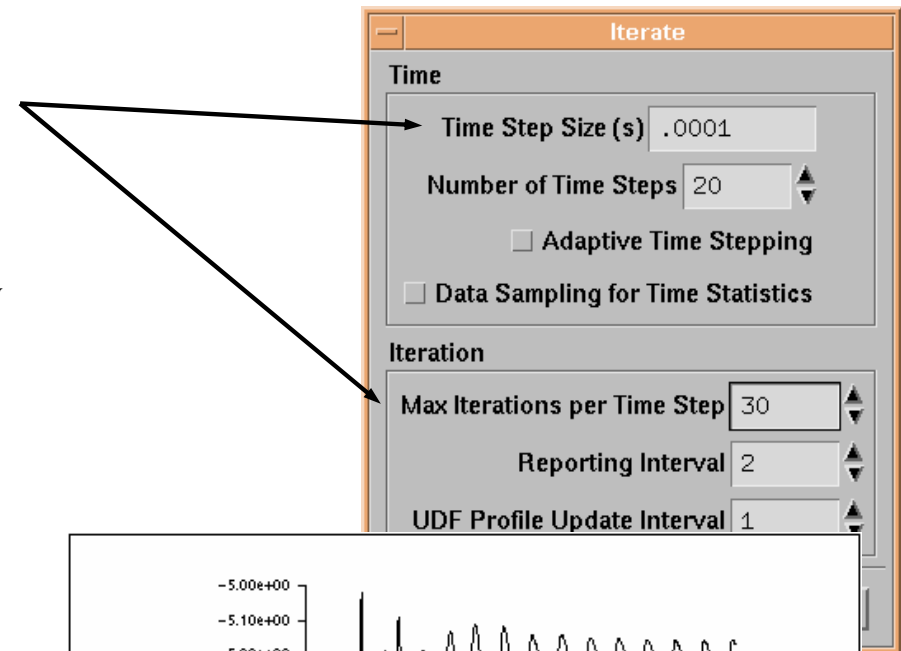 Iterate
Time
Time Step Size (s) .0001
Number of Time Steps 20
Adaptive Time Stepping
Data Sampling for Time Statistics
Iteration
Max Iterations per Time Step 30
Reporting Interval 2
UDF Profile Update Interval 1
-5.00e+00
-5.10e+00